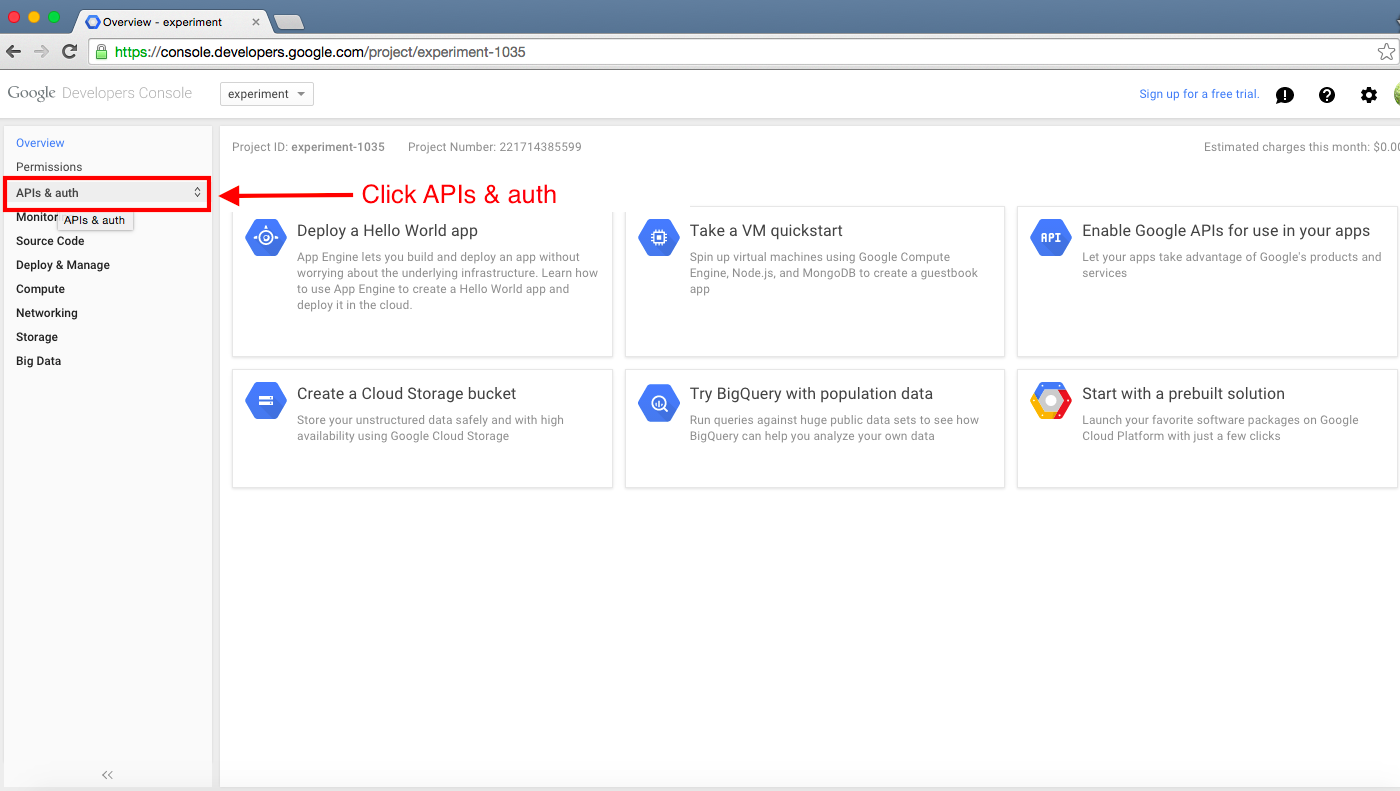 Overview - experiment
https://console.developers.google.com/project/experiment-1035
Google Developers Console
experiment
Sign up for a free trial.
Overview
Permissions
APIs & auth
Monitor
APIs & auth
Source Code
Deploy & Manage
Compute
Networking
Storage
Big Data
Project ID: experiment-1035
Project Number: 221714385599
Estimated charges this month: $0.00
Click APIs & auth
Deploy a Hello World app
App Engine lets you build and deploy an app without
worrying about the underlying infrastructure. Learn how
to use App Engine to create a Hello World app and
deploy it in the cloud.
Take a VM quickstart
Spin up virtual machines using Google Compute
Engine, Node.js, and MongoDB to create a guestbook
app
API
Enable Google APIs for use in your apps
Let your apps take advantage of Google's products and
services
Create a Cloud Storage bucket
Store your unstructured data safely and with high
availability using Google Cloud Storage
Try BigQuery with population data
Run queries against huge public data sets to see how
BigQuery can help you analyze your own data
Start with a prebuilt solution
Launch your favorite software packages on Google
Cloud Platform with just a few clicks